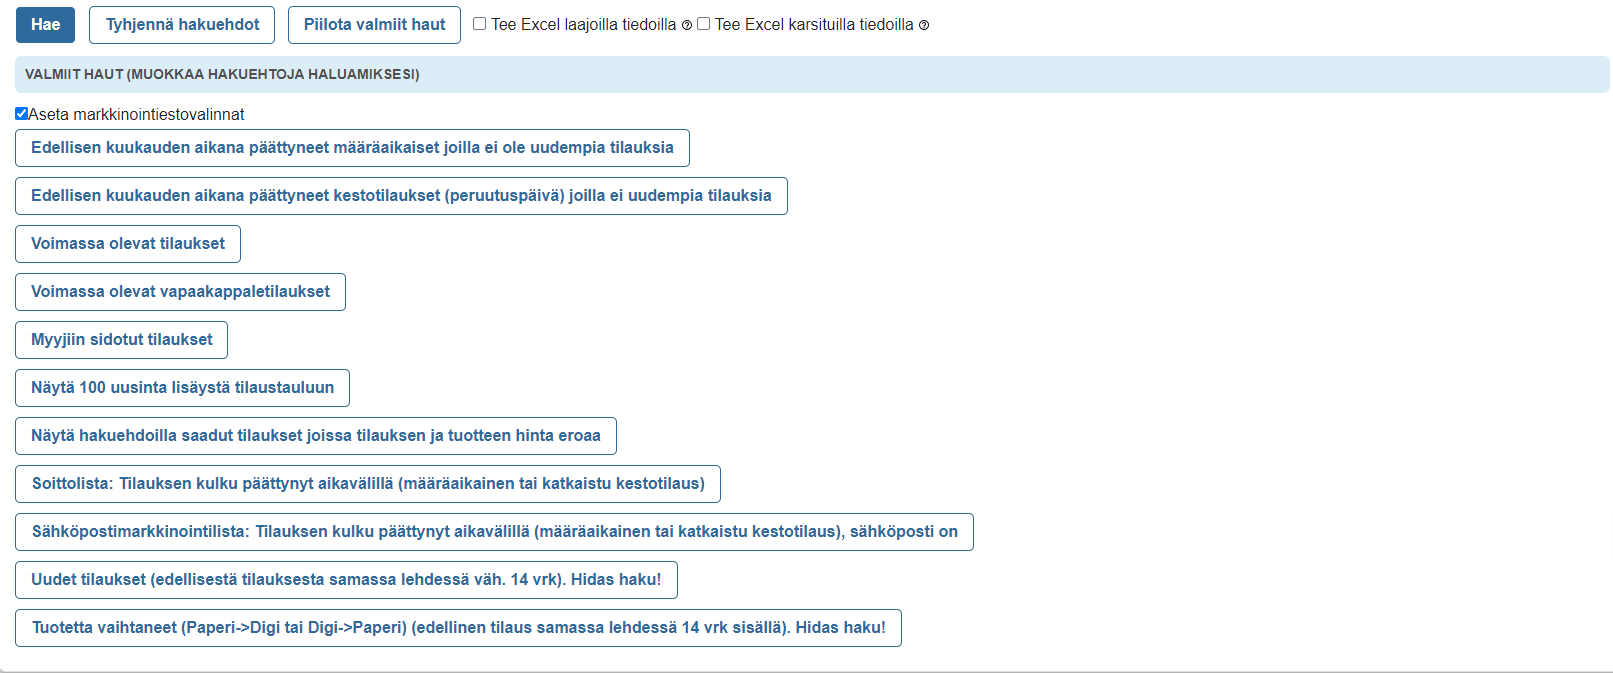 Hae Tyhjennä hakuehdot Piilota valmiit haut Tee Excel laajoilla tiedoilla Tee Excel karsituilla tiedoilla
VALMIIT HAUT (MUOKKAA HAKUEHTOJA HALUAMIKSESI)
Aseta markkinointiestovalinnat
Edellisen kuukauden aikana päättyneet määräaikaiset joilla ei ole uudempia tilauksia
Edellisen kuukauden aikana päättyneet kestotilaukset (peruutuspäivä) joilla ei uudempia tilauksia
Voimassa olevat tilaukset
Voimassa olevat vapaakappaletilaukset
Myyjiin sidotut tilaukset
Näytä 100 uusinta lisäystä tilaustauluun
Näytä hakuehdoilla saadut tilaukset joissa tilauksen ja tuotteen hinta eroaa
Soittolista: Tilauksen kulku päättynyt aikavälillä (määräaikainen tai katkaistu kestotilaus)
Sähköpostimarkkinointilista: Tilauksen kulku päättynyt aikavälillä (määräaikainen tai katkaistu kestotilaus), sähköposti on
Uudet tilaukset (edellisestä tilauksesta samassa lehdessä väh. 14 vrk). Hidas haku!
Tuotetta vaihtaneet (Paperi->Digi tai Digi->Paperi) (edellinen tilaus samassa lehdessä 14 vrk sisällä). Hidas haku!